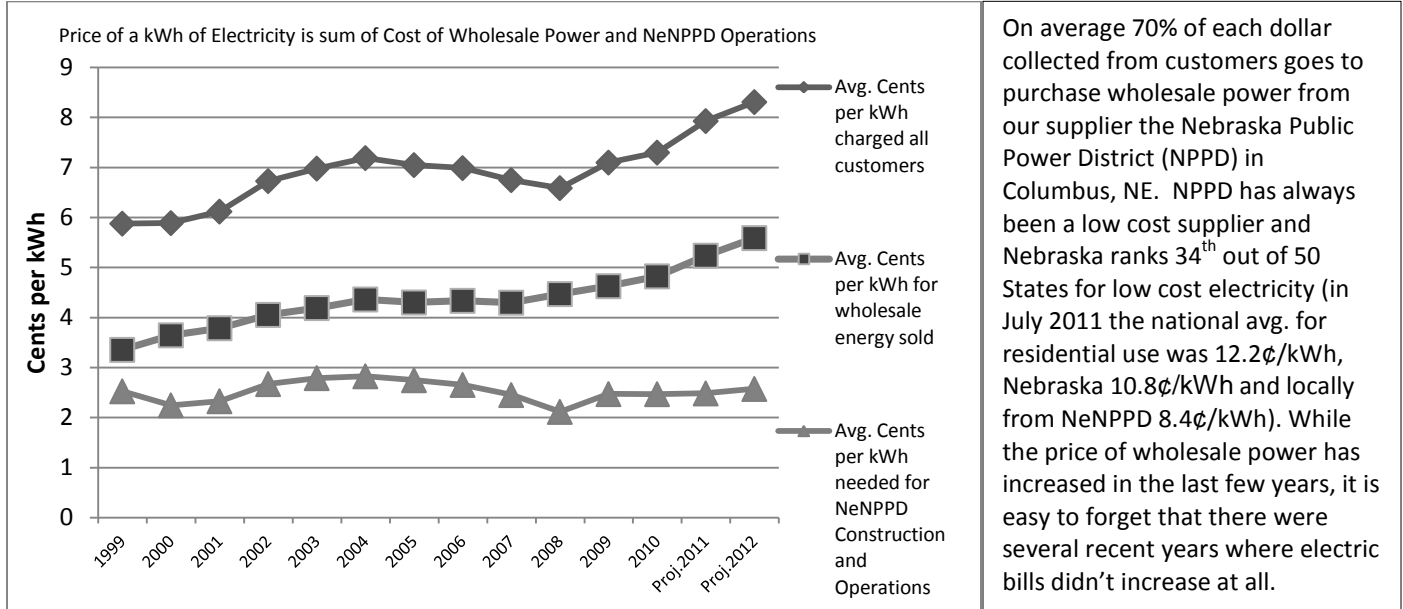 Price of a kWh of Electricity is sum of Cost of Wholesale Power and NeNPPD Operations
9
8
7
6
5
4
3
2
1
0
Cents per kWh
1999
2000
2001
2002
2003
2004
2005
2006
2007
2008
2009
2010
Proj.2011
Proj.2012
Avg. Cents
per kWh
charged all
customers
Avg. Cents
per kWh for
wholesale
energy sold
Avg. Cents
per kWh
needed for
NeNPPD
Construction
and
Operations
On average 70% of each dollar
collected from customers goes to
purchase wholesale power from
our supplier the Nebraska Public
Power District (NPPD) in
Columbus, NE.  NPPD has always
been a low cost supplier and
Nebraska ranks 34th out of 50
States for low cost electricity (in
July 2011 the national avg. for
residential use was 12.2¢/kWh,
Nebraska 10.8¢/kWh and locally
from NeNPPD 8.4¢/kWh). While
the price of wholesale power has
increased in the last few years, it is
easy to forget that there were
several recent years where electric
bills didn't increase at all.